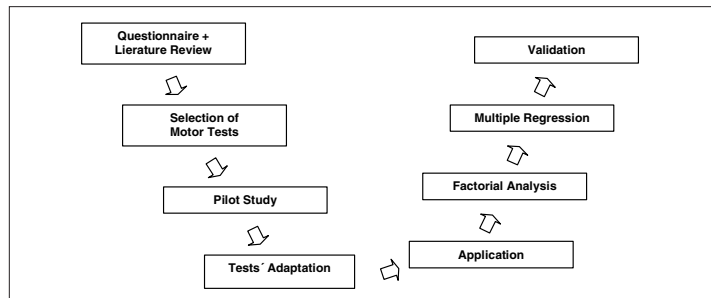 Questionnaire +
Lierature Review
Selection of
Motor Tests
Pilot Study
Tests´ Adaptation
Application
Factorial Analysis
Multiple Regression
Validation